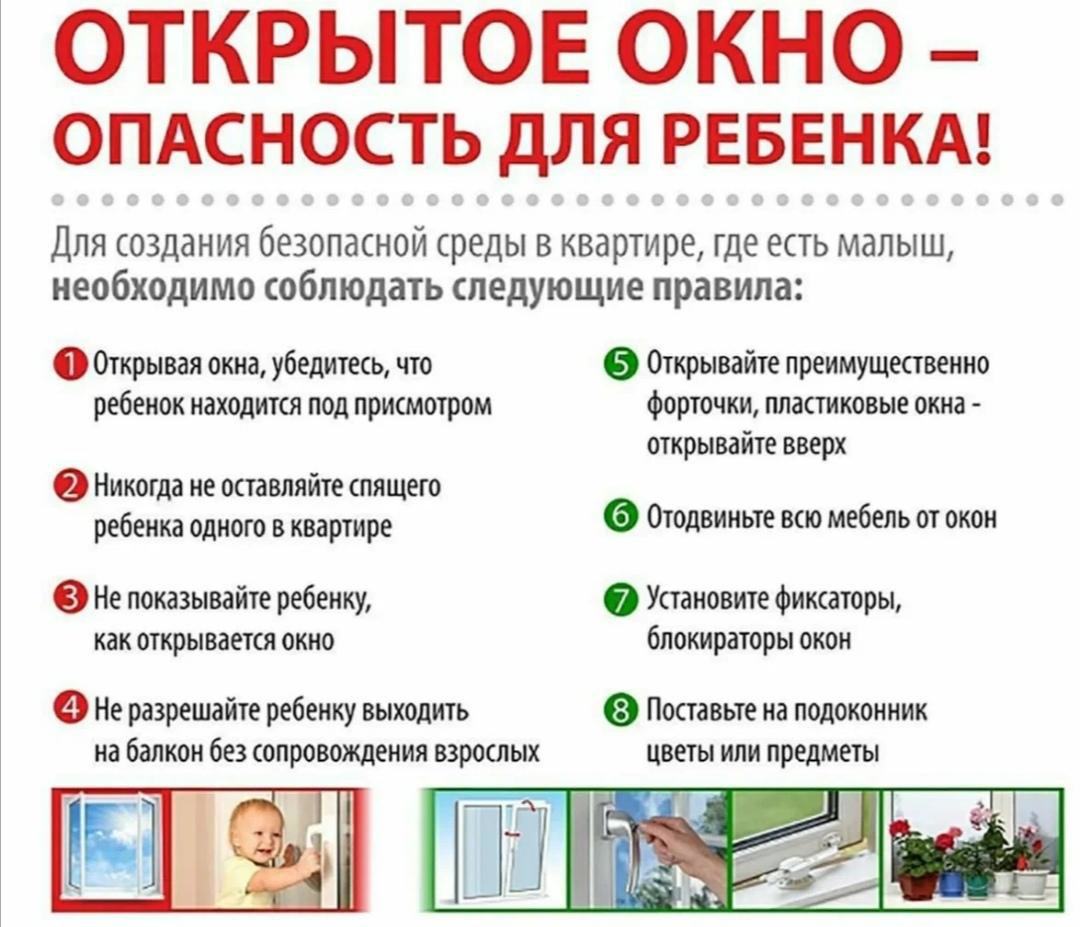 ОТКРЫТОЕ ОКНО –
ОПАСНОСТЬ ДЛЯ РЕБЕНКА!
Для создания безопасной среды в квартире, где есть малыш,
необходимо соблюдать следующие правила:
1 Открывая окна, убедитесь, что
ребенок находится под присмотром
2 Никогда не оставляйте спящего
ребенка одного в квартире
3 Не показывайте ребенку,
как открывается окно
4 Не разрешайте ребенку выходить
на балкон без сопровождения взрослых
5 Открывайте преимущественно
форточки, пластиковые окна -
открывайте вверх
6 Отодвиньте всю мебель от окон
7 Установите фиксаторы,
блокираторы окон
8 Поставьте на подоконник
цветы или предметы